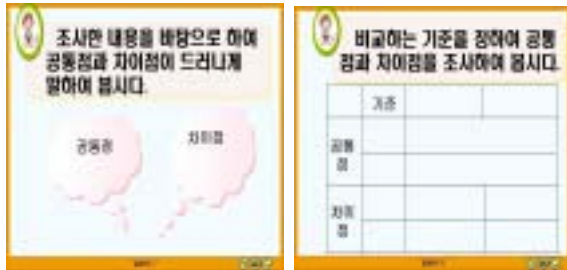 조사한 내용을 바탕으로 하여
공통점과 차이점이 드러나게
말하여 봅시다.
공통점
차이점
비교하는 기준을 정하여 공통
점과 차이점을 조사하여 봅시다.
기준
공통
점
차이
점